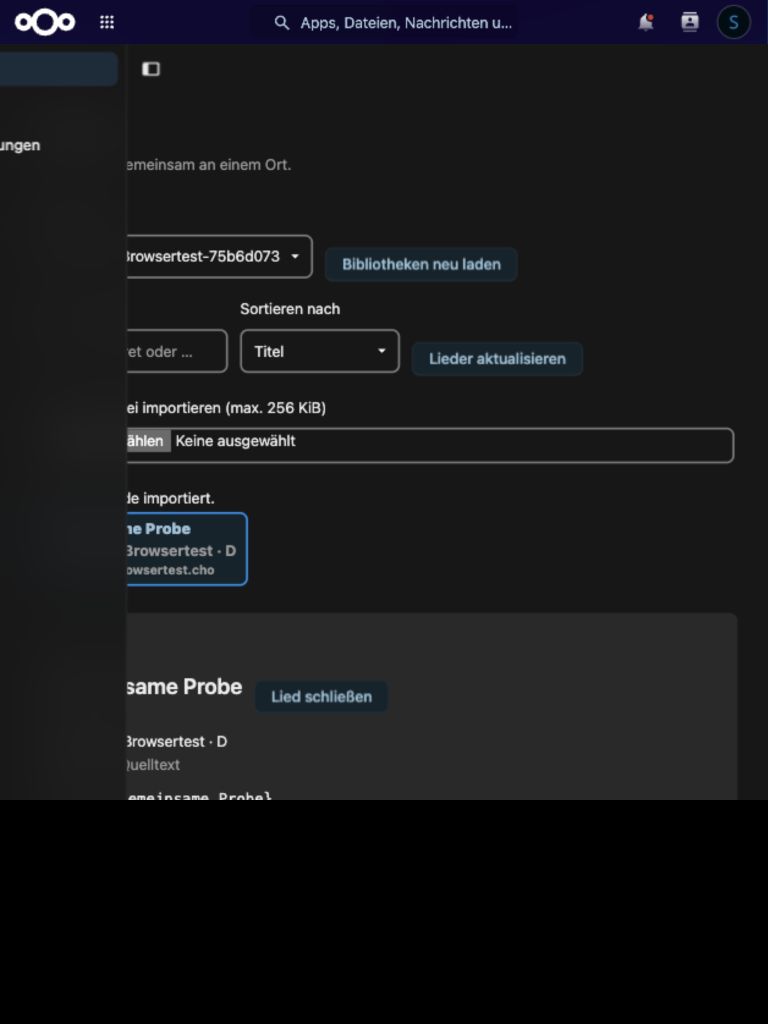 Apps, Dateien, Nachrichten u...
S
ungen
emeinsam an einem Ort.
Browsertest-75b6d073
Bibliotheken neu laden
Sortieren nach
et oder ...
Titel
Lieder aktualisieren
ei importieren (max. 256 KiB)
ählen Keine ausgewählt
de importiert.
ne Probe
Browsertest · D
owsertest.cho
same Probe
Lied schließen
Browsertest · D
Quelltext
emeinsame Probe}